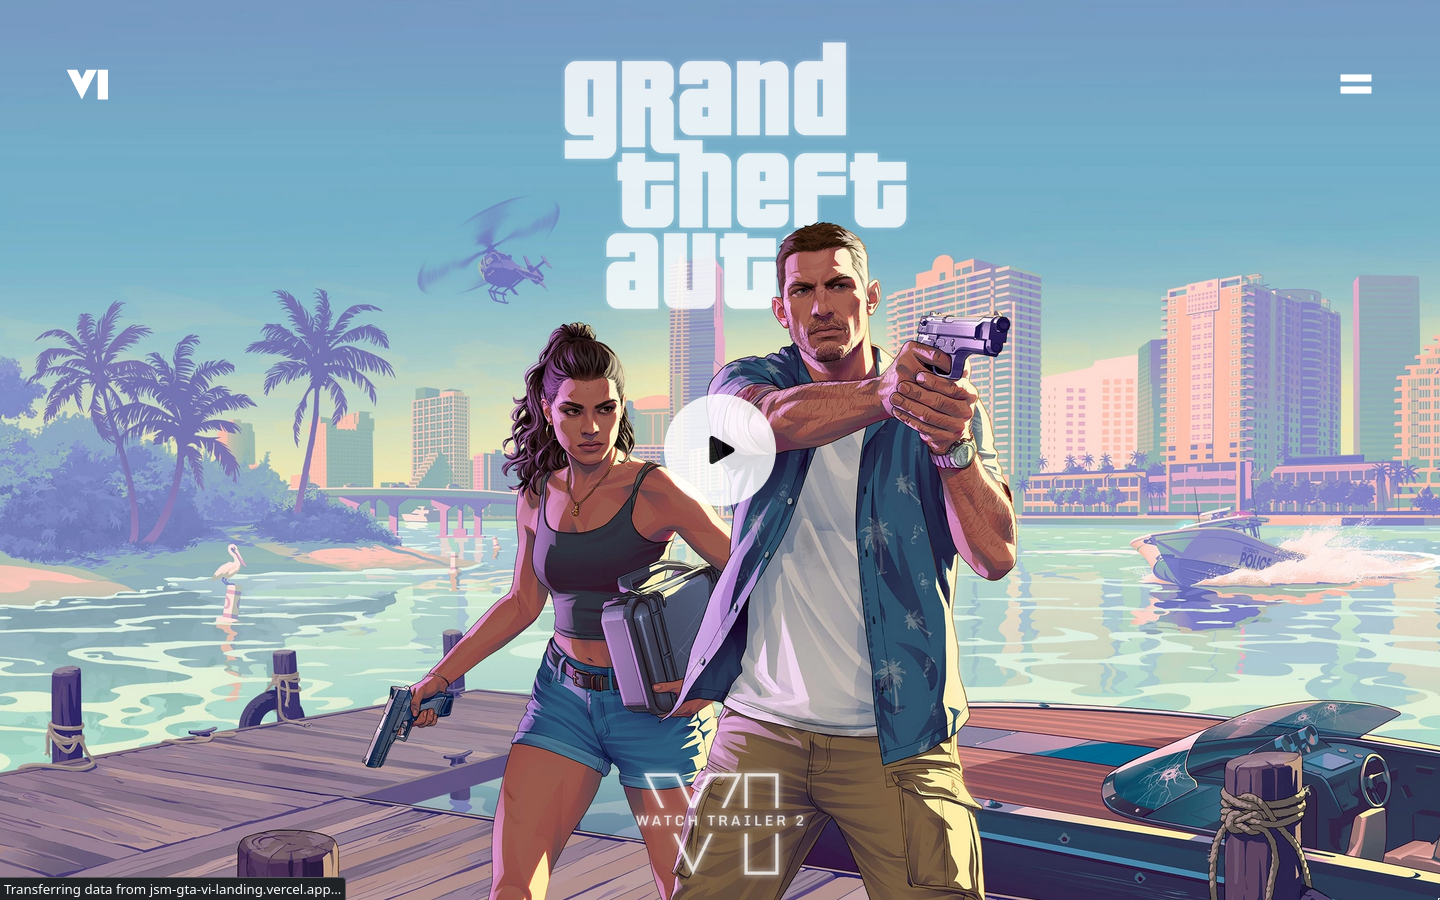 VI
grand
theft
aut
POLICE
WATCH TRAILER 2
Transferring data from jsm-gta-vi-landing.vercel.app...